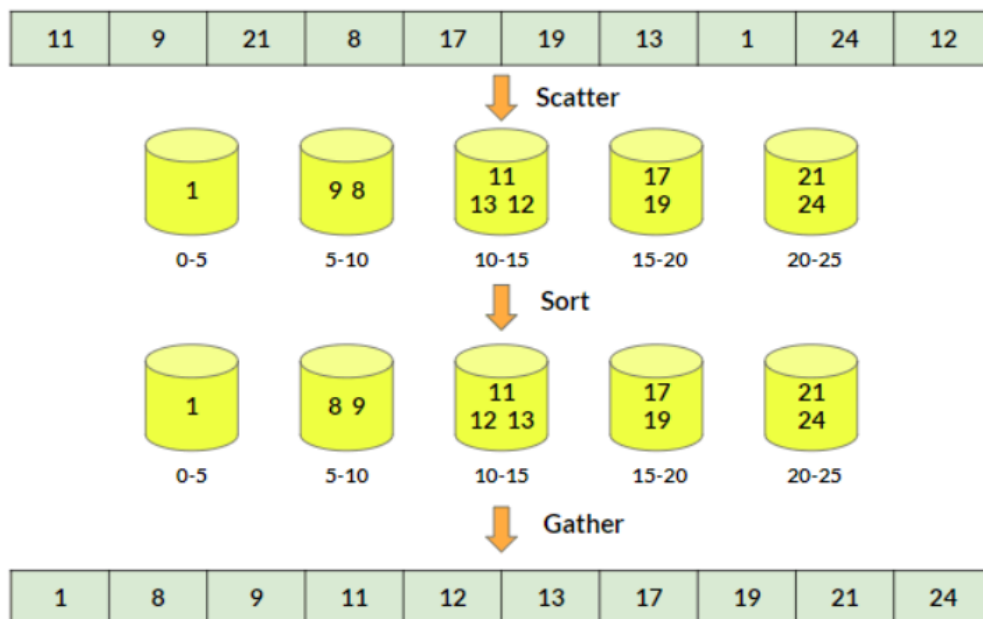 11 9 21 8 17 19 13 1 24 12
Scatter
1 9 8 11 13 12 17 19 21 24
0-5 5-10 10-15 15-20 20-25
Sort
1 8 9 11 12 13 17 19 21 24
0-5 5-10 10-15 15-20 20-25
Gather
1 8 9 11 12 13 17 19 21 24